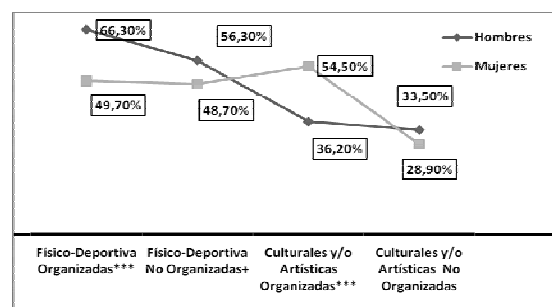 66,30%
56,30%
Hombres
Mujeres
54,50%
49,70%
48,70%
33,50%
36,20%
28,90%
Físico-Deportiva
Organizadas***
Físico-Deportiva
No Organizadas+
Culturales y/o
Artísticas
Organizadas***
Culturales y/o
Artísticas No
Organizadas